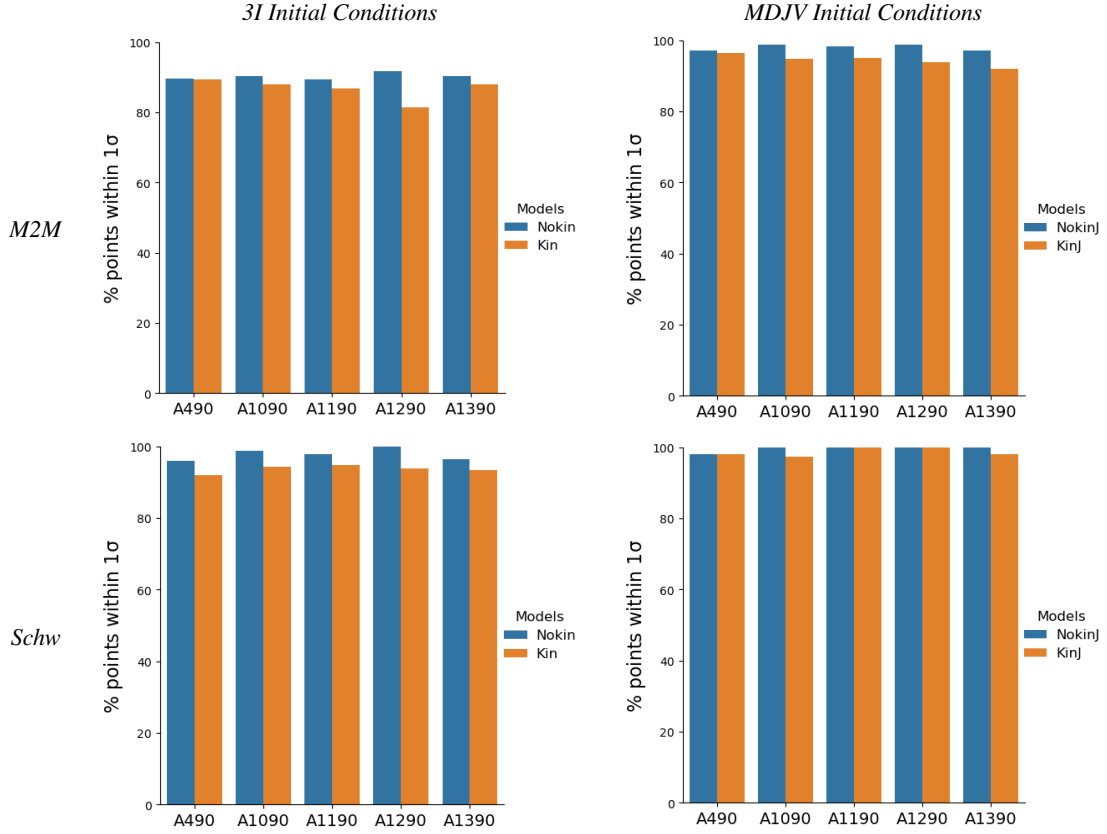 3I Initial Conditions
MDJV Initial Conditions
M2M
% points within 1σ
100
80
60
40
20
0
A490 A1090 A1190 A1290 A1390
Models
Nokin
Kin
% points within 1σ
100
80
60
40
20
0
A490 A1090 A1190 A1290 A1390
Models
NokinJ
KinJ
Schw
% points within 1σ
100
80
60
40
20
0
A490 A1090 A1190 A1290 A1390
Models
Nokin
Kin
% points within 1σ
100
80
60
40
20
0
A490 A1090 A1190 A1290 A1390
Models
NokinJ
KinJ